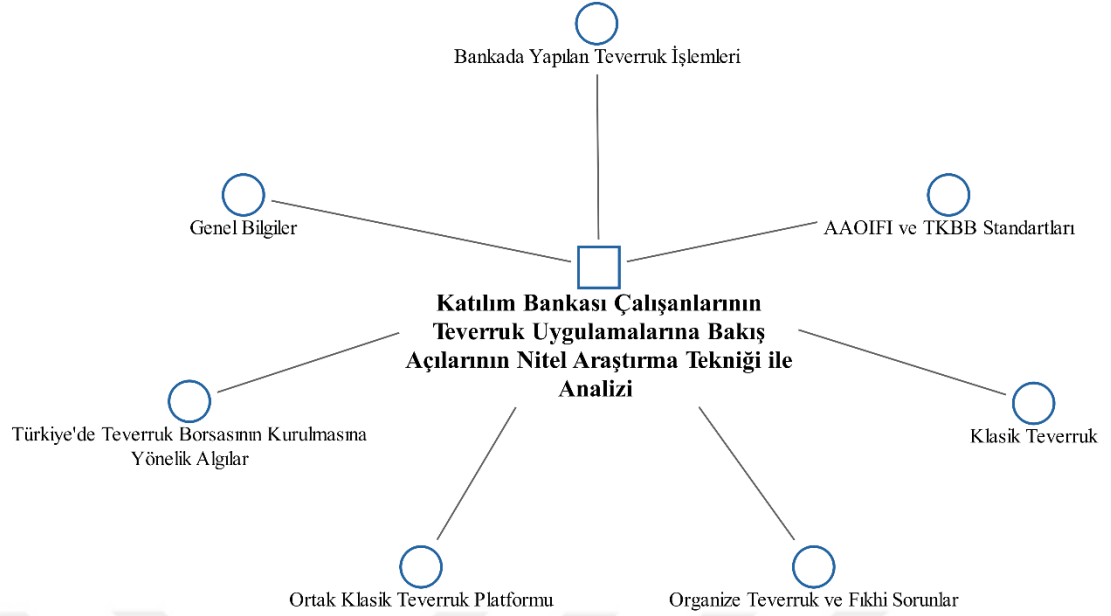 Bankada Yapılan Teverruk İşlemleri
Genel Bilgiler
AAOIFI ve TKBB Standartları
Katılım Bankası Çalışanlarının
Teverruk Uygulamalarına Bakış
Açılarının Nitel Araştırma Tekniği ile
Analizi
Türkiye'de Teverruk Borsasının Kurulmasına
Yönelik Algılar
Klasik Teverruk
Ortak Klasik Teverruk Platformu
Organize Teverruk ve Fıkhi Sorunlar